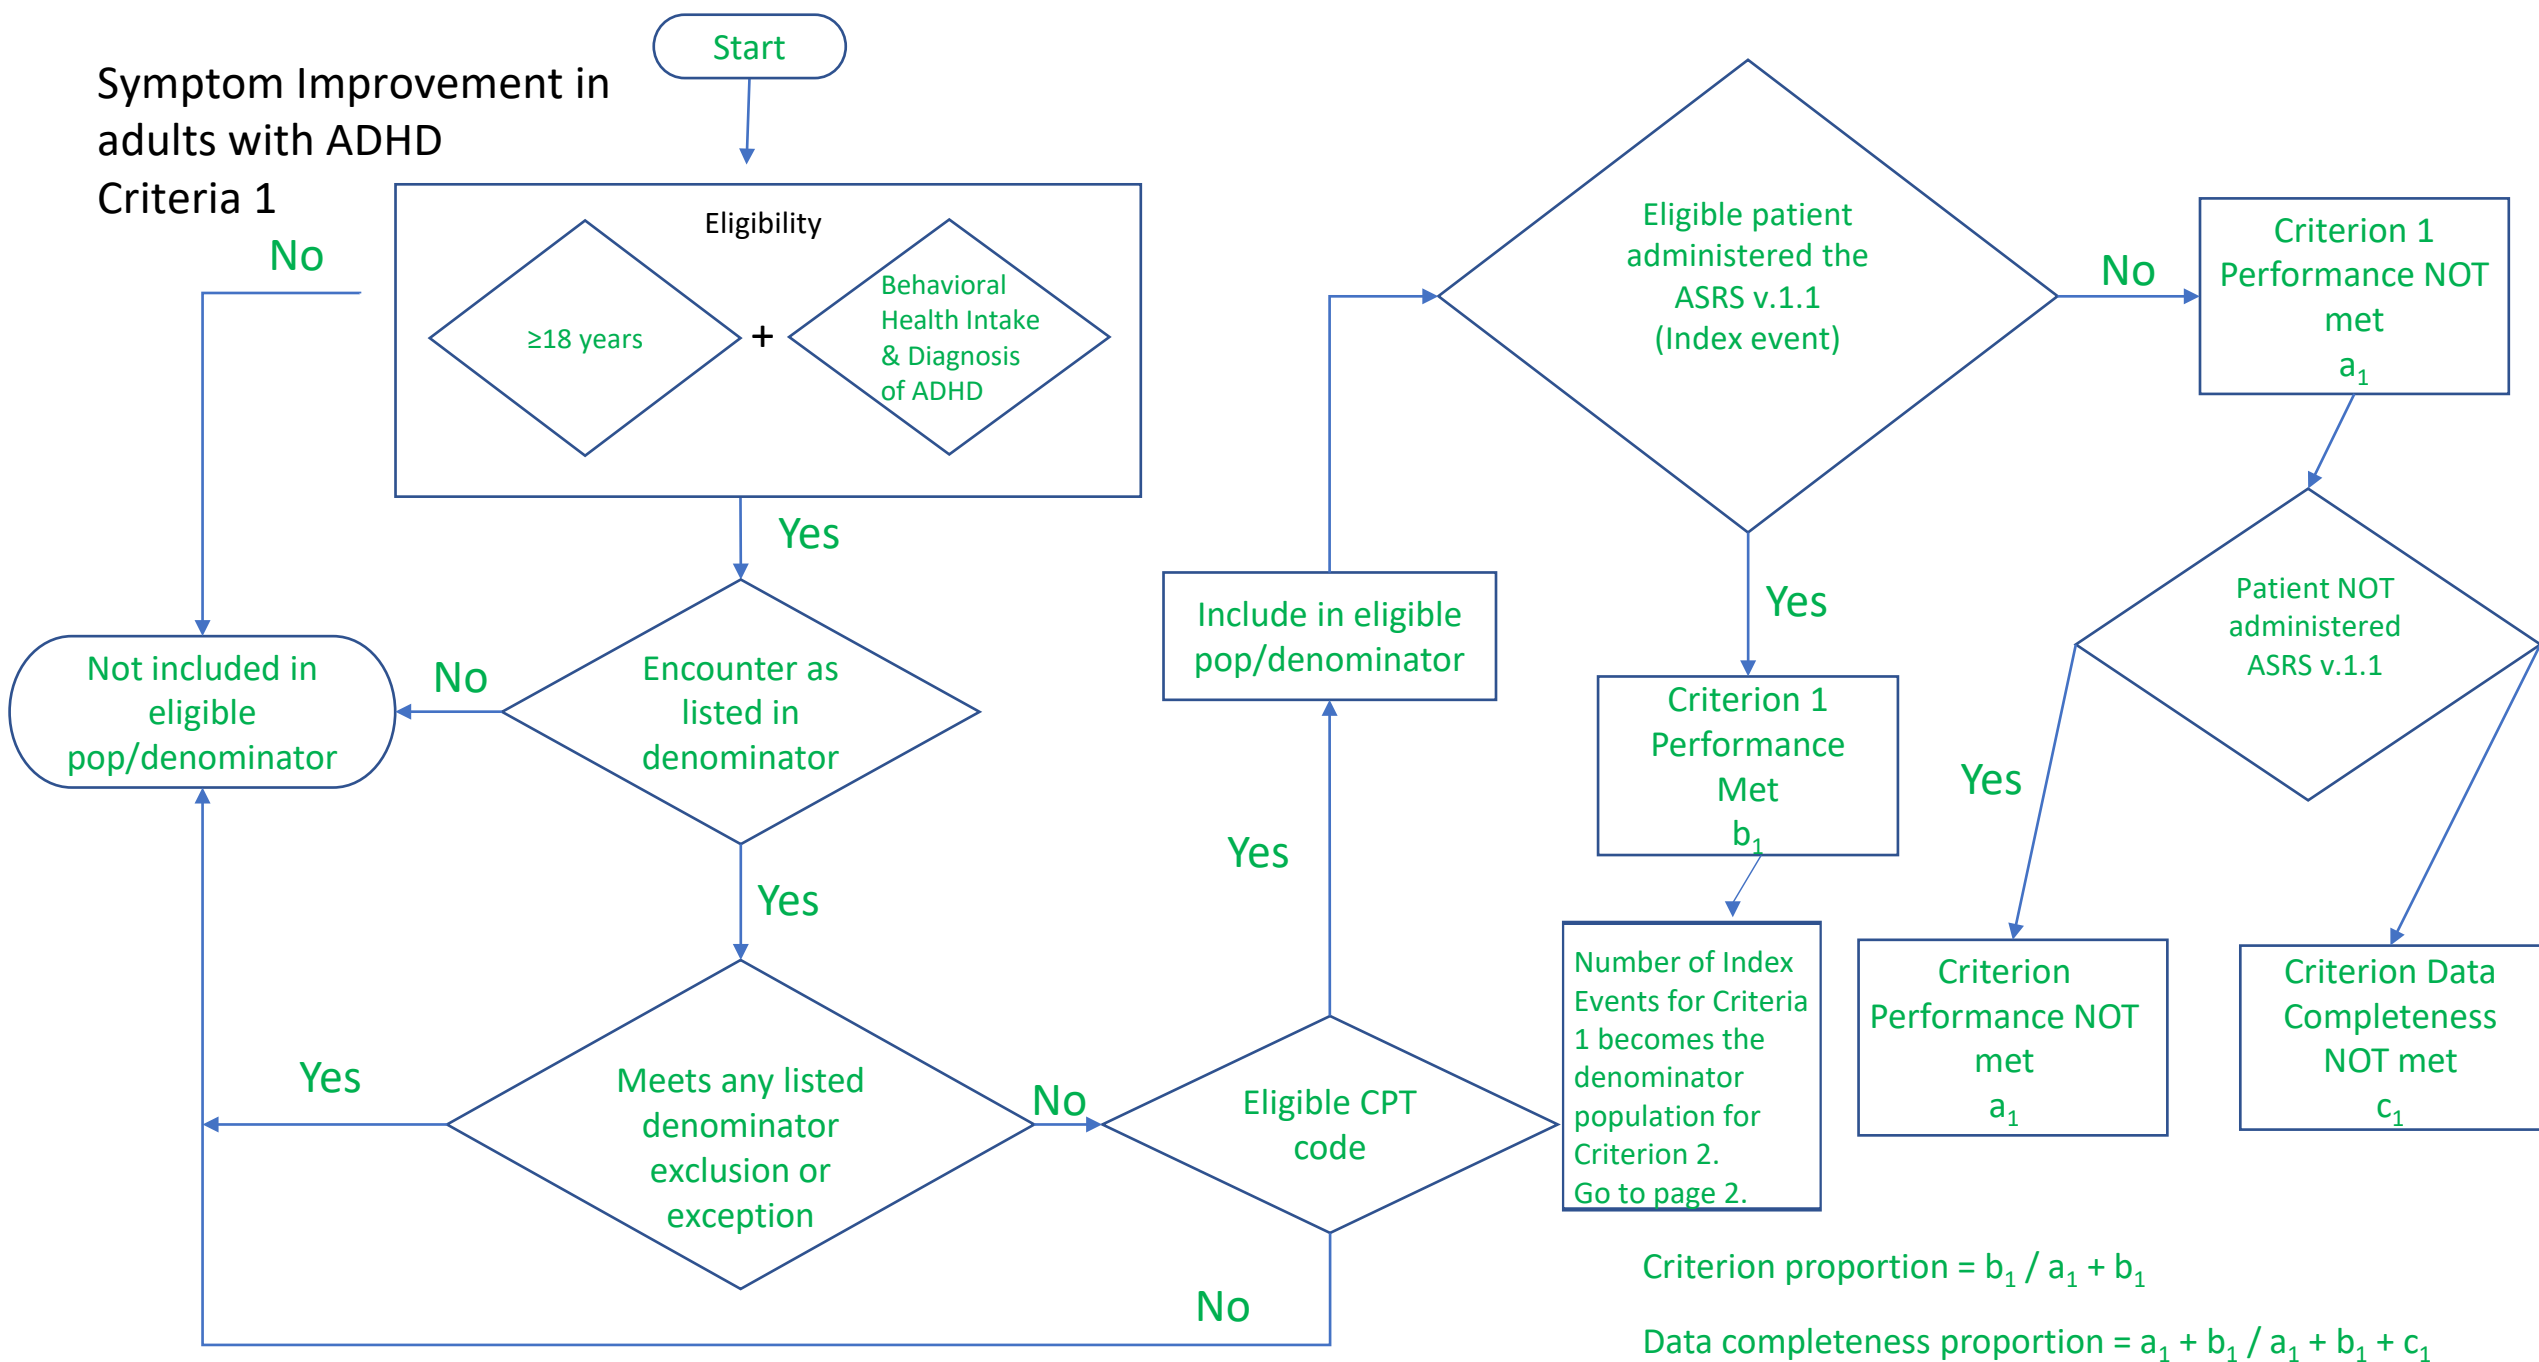 Start
Symptom Improvement in
adults with ADHD
Criteria 1
Eligibility
≥18 years
+
Behavioral
Health Intake
& Diagnosis
of ADHD
No
Yes
Not included in
eligible
pop/denominator
No
Encounter as
listed in
denominator
Yes
Yes
Meets any listed
denominator
exclusion or
exception
No
Eligible CPT
code
No
Yes
Include in eligible
pop/denominator
Eligible patient
administered the
ASRS v.1.1
(Index event)
No
Criterion 1
Performance NOT
met
a₁
Yes
Criterion 1
Performance
Met
b₁
Number of Index
Events for Criteria
1 becomes the
denominator
population for
Criterion 2.
Go to page 2.
Patient NOT
administered
ASRS v.1.1
Yes
Criterion
Performance NOT
met
a₁
Criterion Data
Completeness
NOT met
c₁
Criterion proportion = b₁ / a₁ + b₁
Data completeness proportion = a₁ + b₁ / a₁ + b₁ + c₁